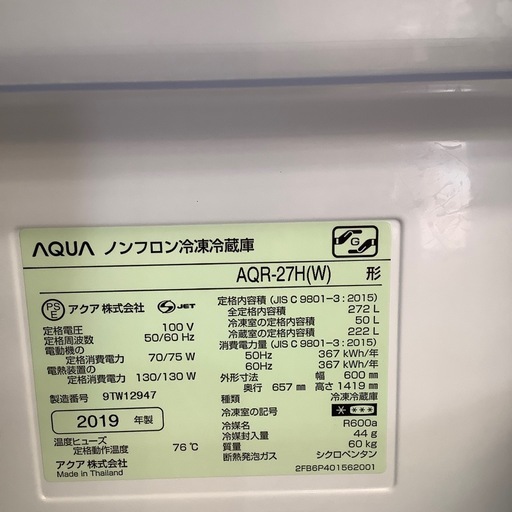 AQUA ノンフロン冷凍冷蔵庫
G
AQR-27H(W) 形
PSE アクア株式会社 S JET
定格電圧 100 V
定格周波数 50/60 Hz
電動機の
定格消費電力 70/75 W
電熱装置の
定格消費電力 130/130 W
製造番号 9TW12947
2019 年製
温度ヒューズ
定格動作温度 76℃
アクア株式会社
Made in Thailand
定格内容積 (JIS C 9801-3 : 2015)
全定格内容積 272 L
冷凍室の定格内容積 50 L
冷蔵室の定格内容積 222 L
消費電力量 (JIS C 9801-3 : 2015)
50Hz 367 kWh/年
60Hz 367 kWh/年
外形寸法 幅 600 mm
奥行 657 mm 高さ 1419 mm
種類 冷凍冷蔵庫
冷凍室の記号
冷媒名 R600a
冷媒封入量 44 g
質量 60 kg
断熱発泡ガス シクロペンタン
2FB6P401562001